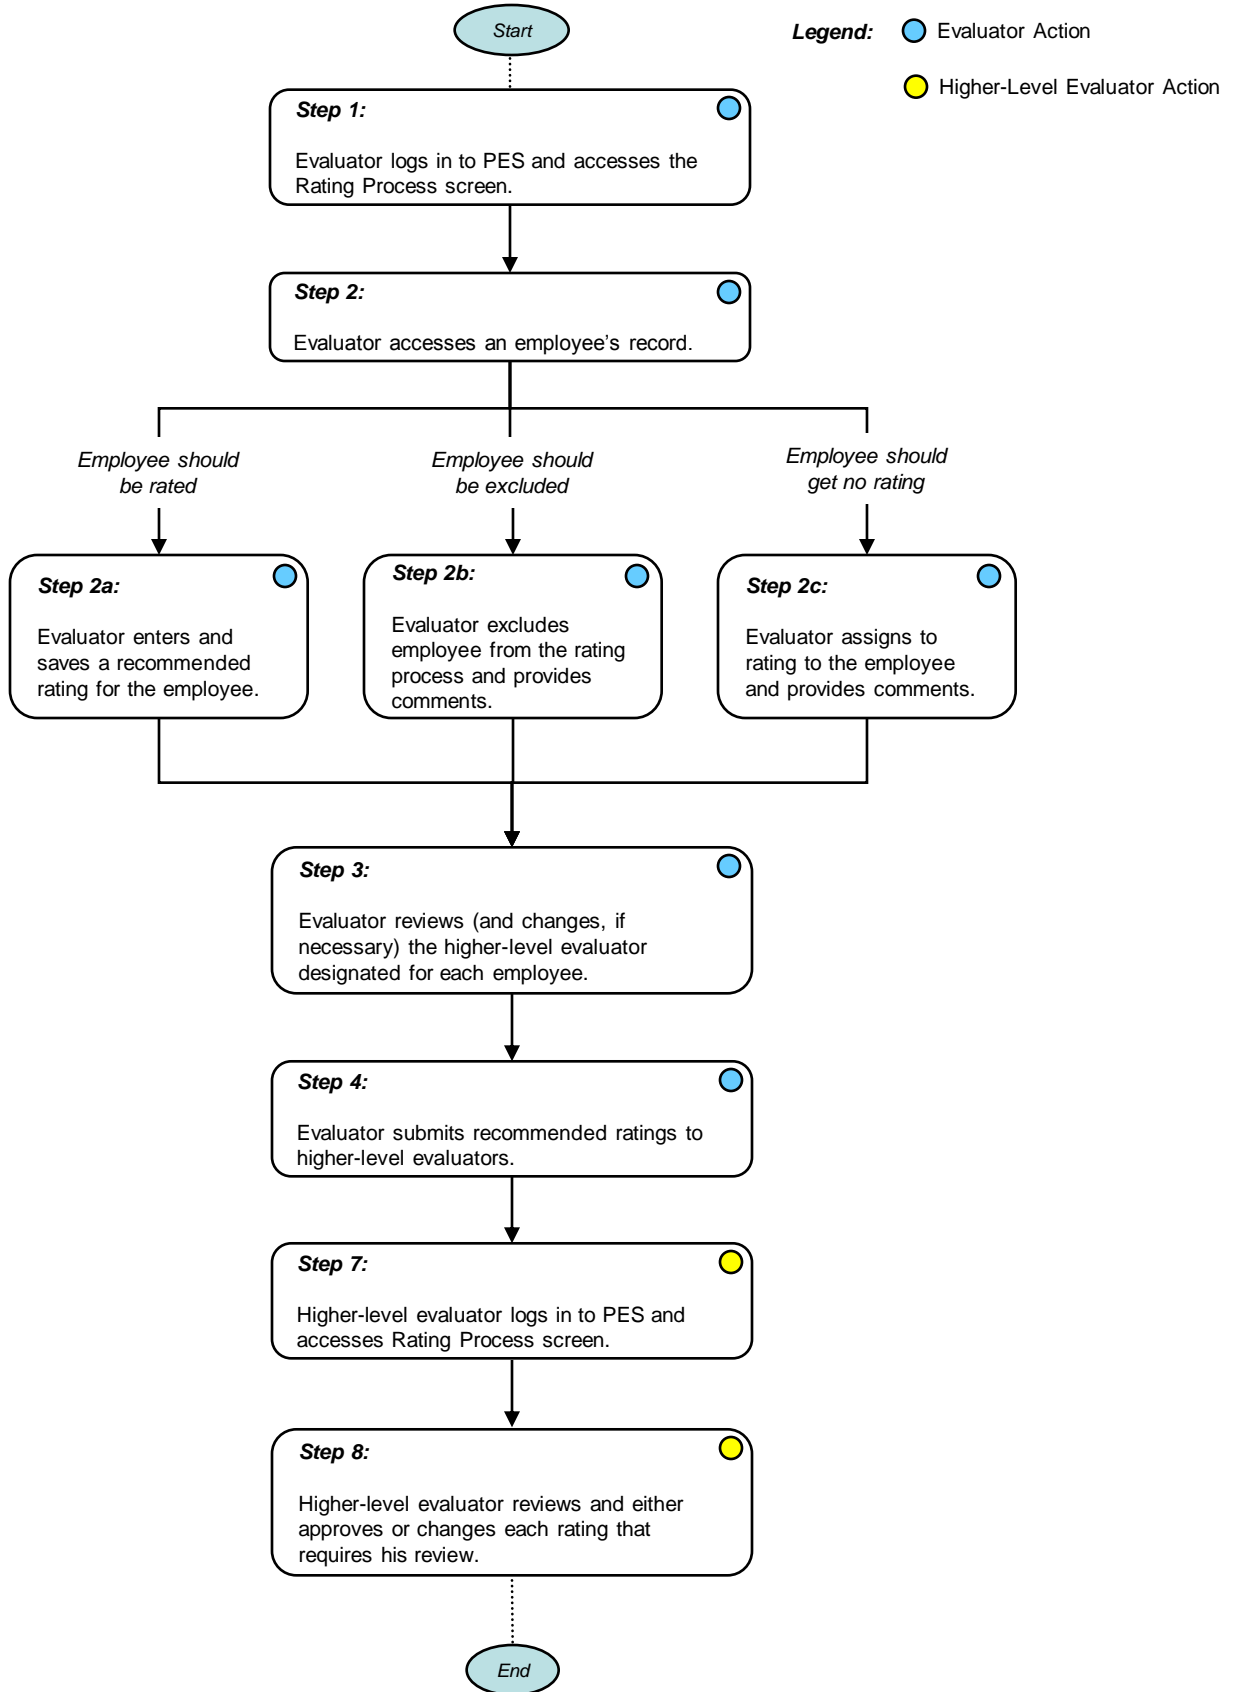 Start
Legend:
Evaluator Action
Higher-Level Evaluator Action
Step 1:
Evaluator logs in to PES and accesses the
Rating Process screen.
Step 2:
Evaluator accesses an employee’s record.
Employee should
be rated
Employee should
be excluded
Employee should
get no rating
Step 2a:
Evaluator enters and
saves a recommended
rating for the employee.
Step 2b:
Evaluator excludes
employee from the rating
process and provides
comments.
Step 2c:
Evaluator assigns to
rating to the employee
and provides comments.
Step 3:
Evaluator reviews (and changes, if
necessary) the higher-level evaluator
designated for each employee.
Step 4:
Evaluator submits recommended ratings to
higher-level evaluators.
Step 7:
Higher-level evaluator logs in to PES and
accesses Rating Process screen.
Step 8:
Higher-level evaluator reviews and either
approves or changes each rating that
requires his review.
End